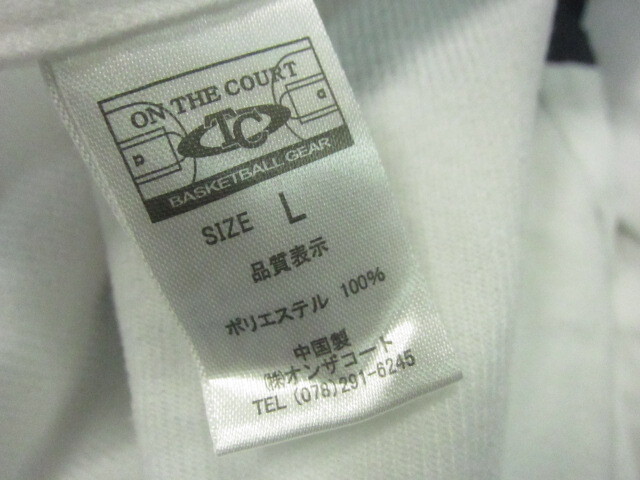 ON THE COURT
TC
BASKETBALL GEAR
SIZE L
品質表示
ポリエステル 100%
中国製
㈱オンザコート
TEL (078)291-6245